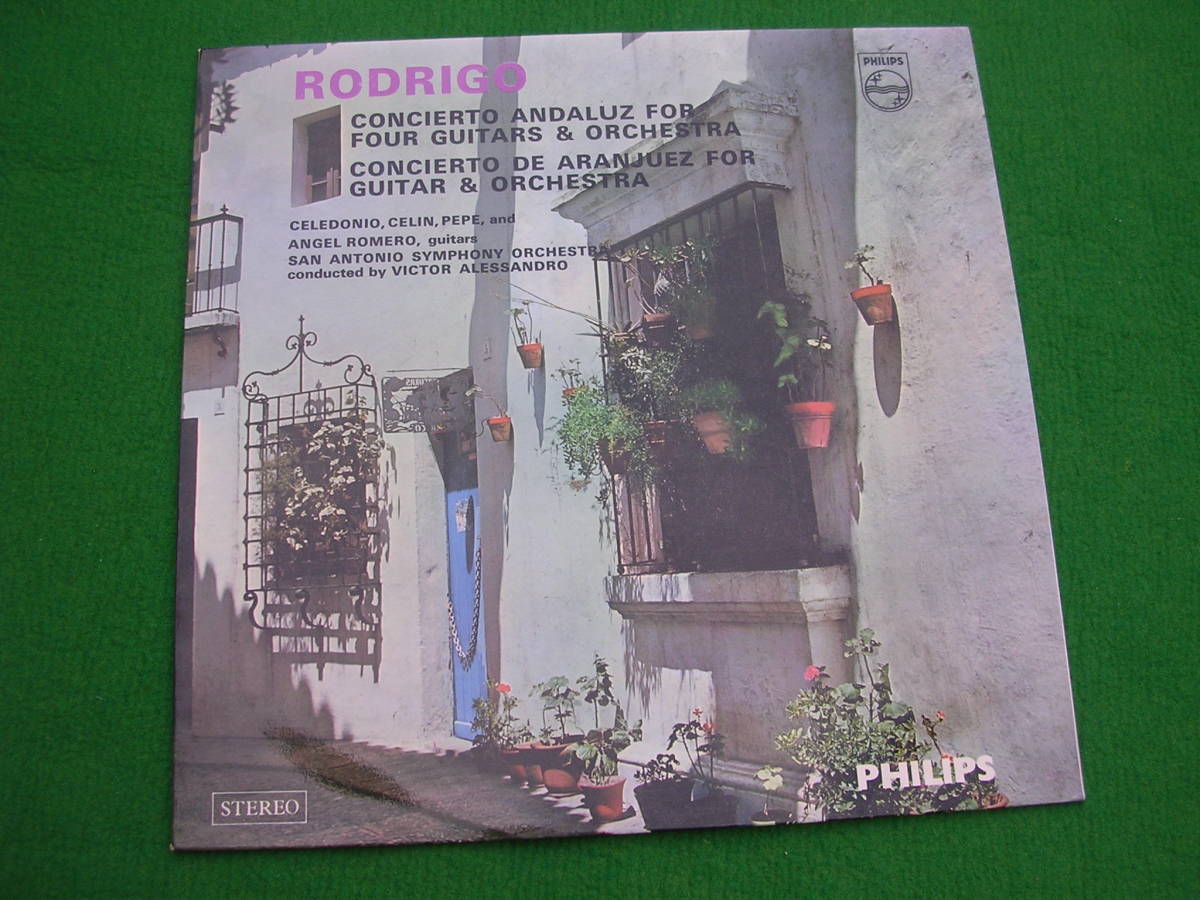 RODRIGO
CONCIERTO ANDALUZ FOR
FOUR GUITARS & ORCHESTRA
CONCIERTO DE ARANJUEZ FOR
GUITAR & ORCHESTRA
CELEDONIO, CELIN, PEPE, and
ANGEL ROMERO, guitars
SAN ANTONIO SYMPHONY ORCHESTRA
conducted by VICTOR ALESSANDRO
PHILIPS
PHILIPS
STEREO